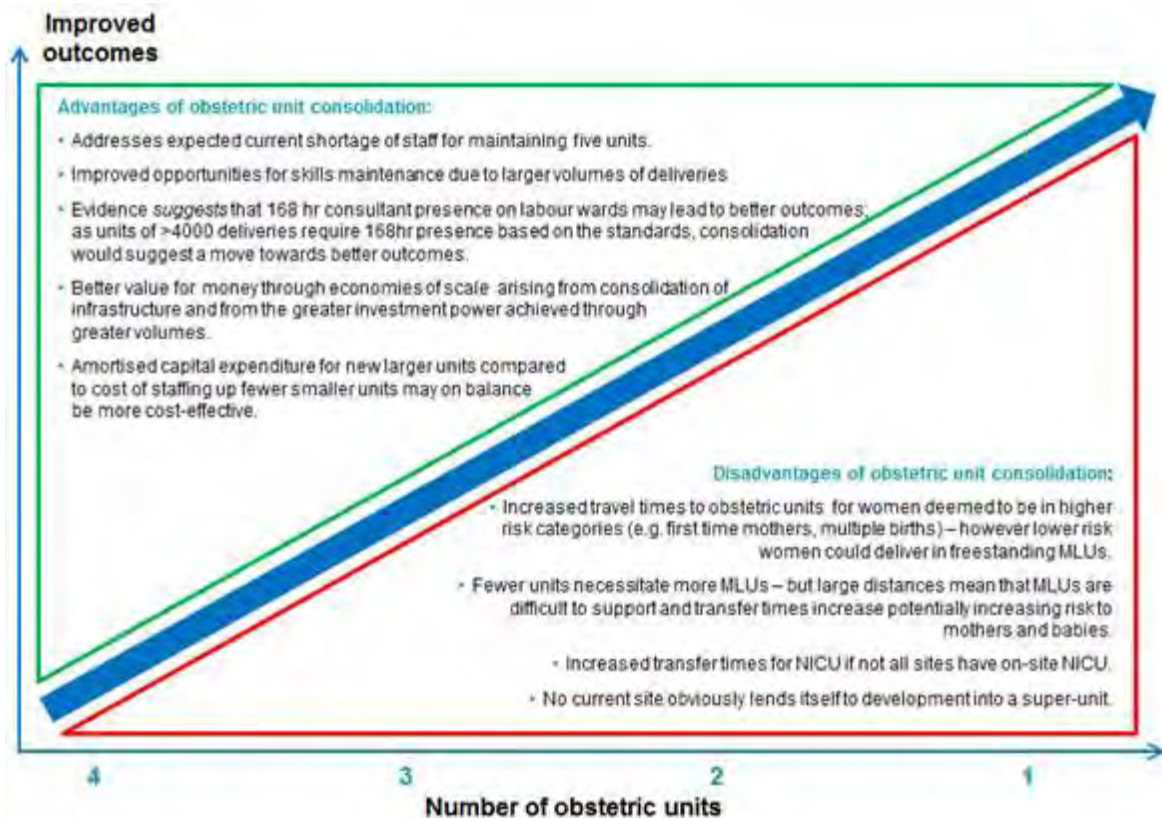 Improved
outcomes
Advantages of obstetric unit consolidation:
• Addresses expected current shortage of staff for maintaining five units.
• Improved opportunities for skills maintenance due to larger volumes of deliveries
• Evidence suggests that 168 hr consultant presence on labour wards may lead to better outcomes;
as units of >4000 deliveries require 168hr presence based on the standards, consolidation
would suggest a move towards better outcomes.
• Better value for money through economies of scale arising from consolidation of
infrastructure and from the greater investment power achieved through
greater volumes.
• Amortised capital expenditure for new larger units compared
to cost of staffing up fewer smaller units may on balance
be more cost-effective.
Disadvantages of obstetric unit consolidation:
• Increased travel times to obstetric units for women deemed to be in higher
risk categories (e.g. first time mothers, multiple births) – however lower risk
women could deliver in freestanding MLUs.
• Fewer units necessitate more MLUs – but large distances mean that MLUs are
difficult to support and transfer times increase potentially increasing risk to
mothers and babies.
• Increased transfer times for NICU if not all sites have on-site NICU.
• No current site obviously lends itself to development into a super-unit.
4 3 2 1
Number of obstetric units